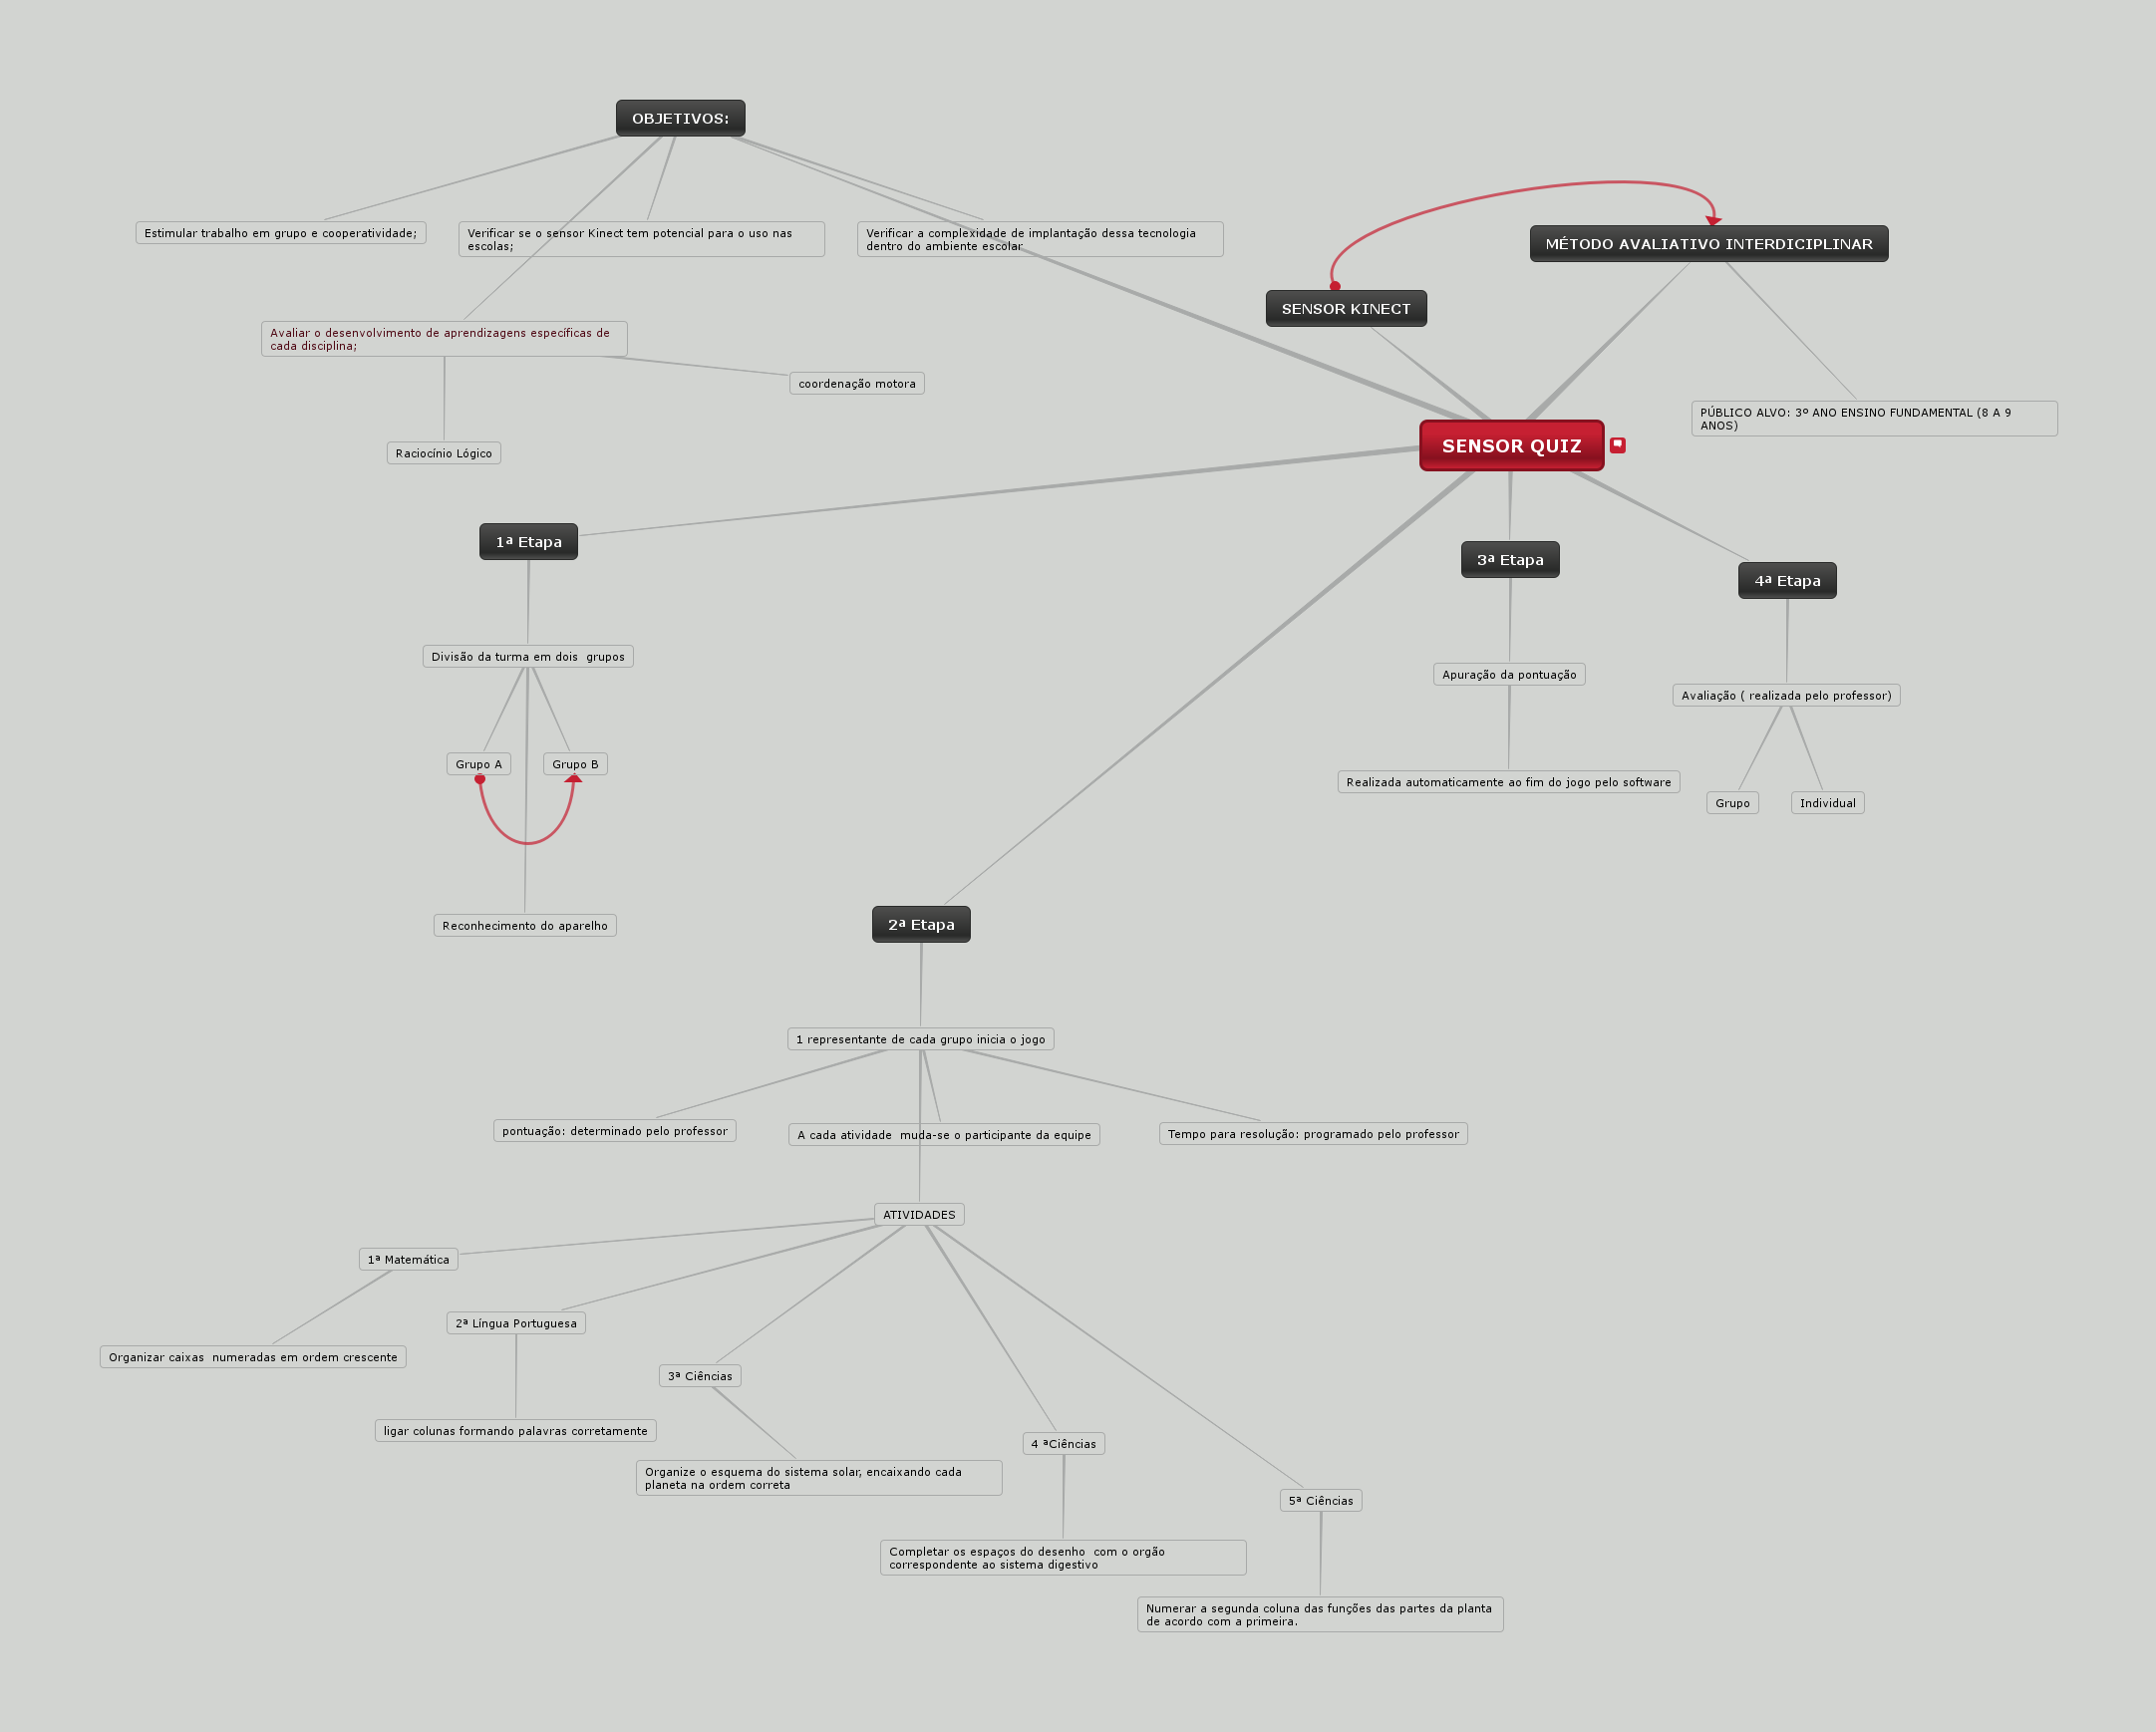 OBJETIVOS:
Estimular trabalho em grupo e cooperatividade;
Verificar se o sensor Kinect tem potencial para o uso nas
escolas;
Verificar a complexidade de implantação dessa tecnologia
dentro do ambiente escolar
Avaliar o desenvolvimento de aprendizagens específicas de
cada disciplina;
coordenação motora
Raciocínio Lógico
MÉTODO AVALIATIVO INTERDICIPLINAR
SENSOR KINECT
PÚBLICO ALVO: 3º ANO ENSINO FUNDAMENTAL (8 A 9
ANOS)
SENSOR QUIZ
1ª Etapa
Divisão da turma em dois  grupos
Grupo A
Grupo B
Reconhecimento do aparelho
3ª Etapa
Apuração da pontuação
Realizada automaticamente ao fim do jogo pelo software
4ª Etapa
Avaliação ( realizada pelo professor)
Grupo
Individual
2ª Etapa
1 representante de cada grupo inicia o jogo
pontuação: determinado pelo professor
A cada atividade  muda-se o participante da equipe
Tempo para resolução: programado pelo professor
ATIVIDADES
1ª Matemática
Organizar caixas  numeradas em ordem crescente
2ª Língua Portuguesa
ligar colunas formando palavras corretamente
3ª Ciências
Organize o esquema do sistema solar, encaixando cada
planeta na ordem correta
4 ªCiências
Completar os espaços do desenho  com o orgão
correspondente ao sistema digestivo
5ª Ciências
Numerar a segunda coluna das funções das partes da planta
de acordo com a primeira.